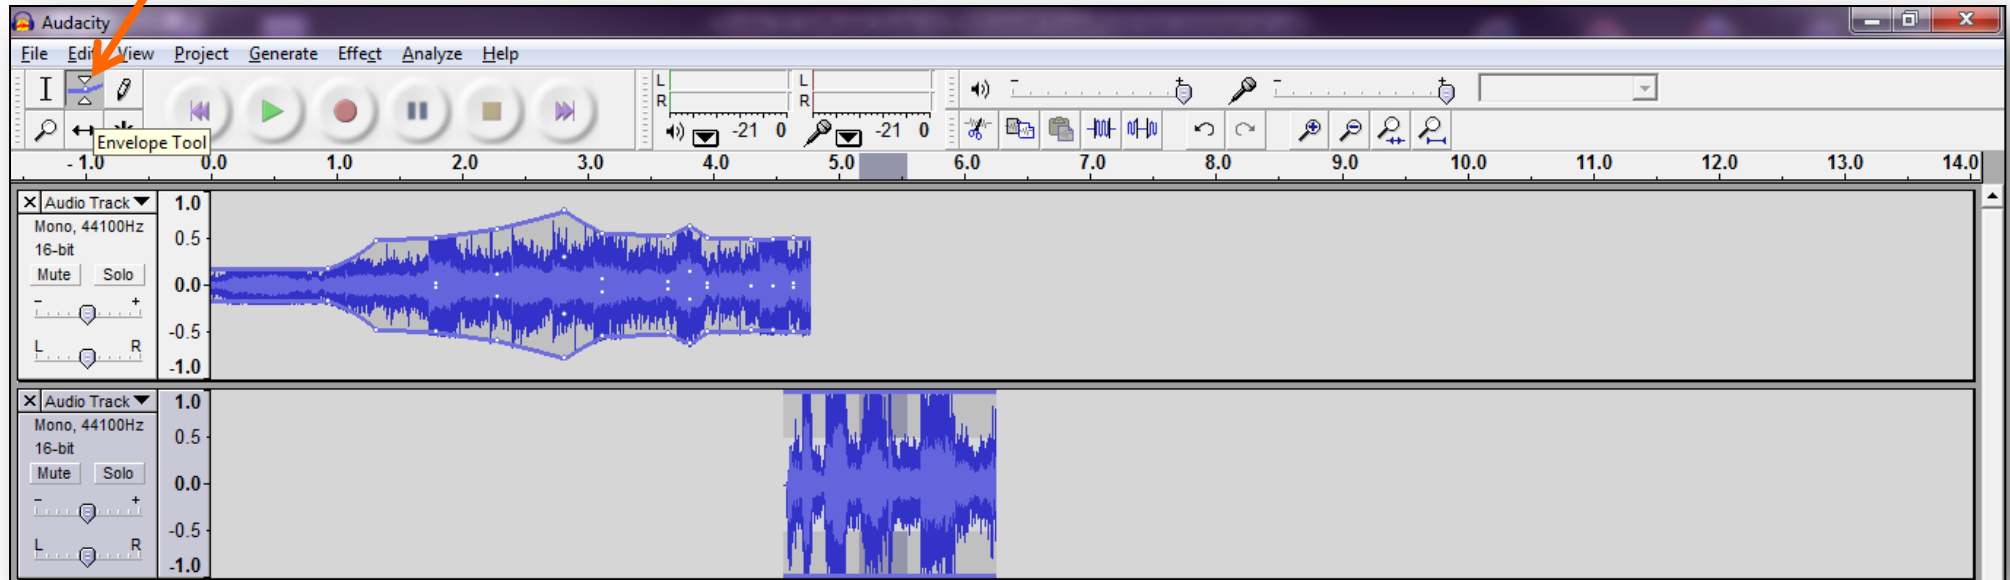 Audacity
File Edit View Project Generate Effect Analyze Help
L L
R R
-21 0 -21 0
Envelope Tool
- 1.0 0.0 1.0 2.0 3.0 4.0 5.0 6.0 7.0 8.0 9.0 10.0 11.0 12.0 13.0 14.0
X Audio Track 1.0
Mono, 44100Hz
16-bit 0.5
Mute Solo 0.0
- +
-0.5
L R
-1.0
X Audio Track 1.0
Mono, 44100Hz
16-bit 0.5
Mute Solo 0.0
- +
-0.5
L R
-1.0